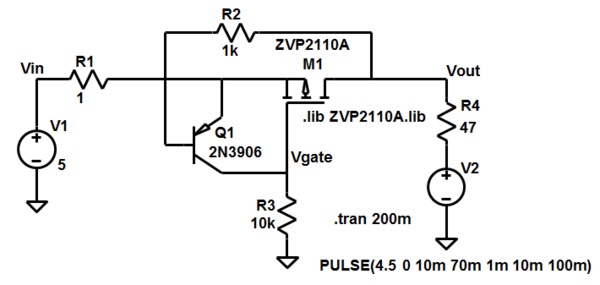 R2
1k
ZVP2110A
M1
Vin
R1
1
Vout
R4
47
.lib ZVP2110A.lib
V1
5
Q1
2N3906
Vgate
V2
R3
10k
.tran 200m
PULSE(4.5 0 10m 70m 1m 10m 100m)